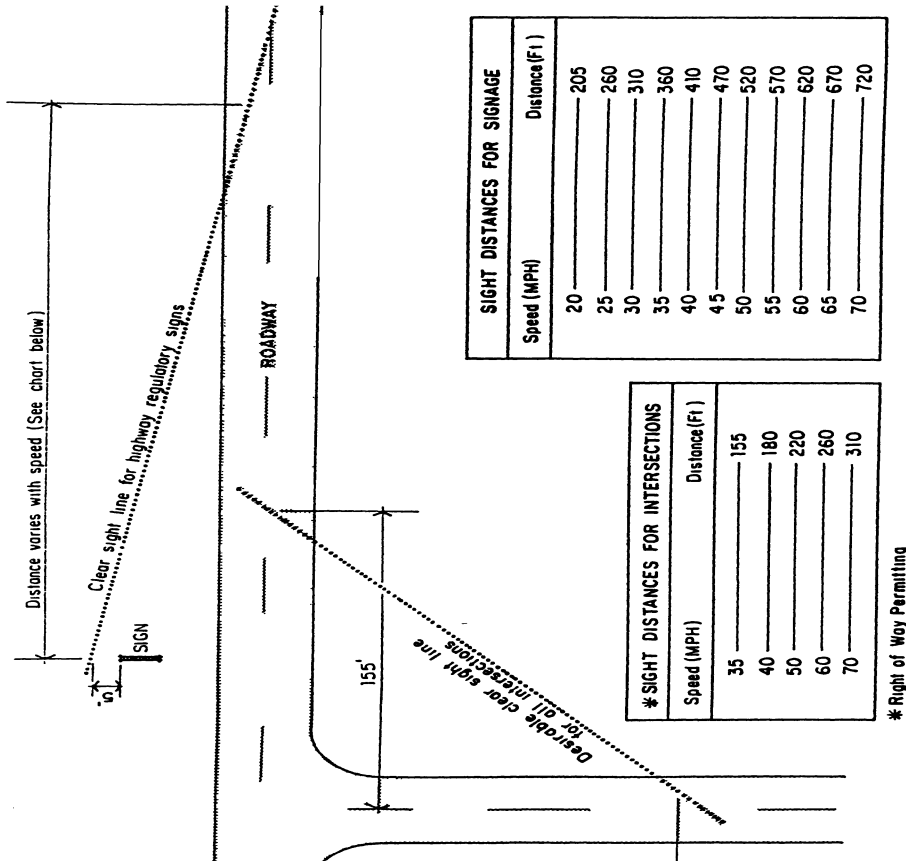 Distance varies with speed (See chart below)
Clear sight line for highway regulatory signs
5'
SIGN
ROADWAY
155'
Desirable clear sight line
for all intersections
SIGHT DISTANCES FOR SIGNAGE
Speed (MPH) Distance(Ft )
20 205
25 260
30 310
35 360
40 410
45 470
50 520
55 570
60 620
65 670
70 720
* SIGHT DISTANCES FOR INTERSECTIONS
Speed (MPH) Distance(Ft )
35 155
40 180
50 220
60 260
70 310
* Right of Way Permitting